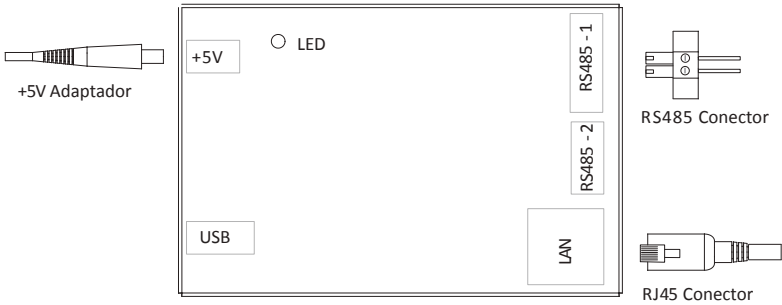 +5V
LED
RS485 - 1
+5V Adaptador
RS485 Conector
RS485 - 2
USB
LAN
RJ45 Conector